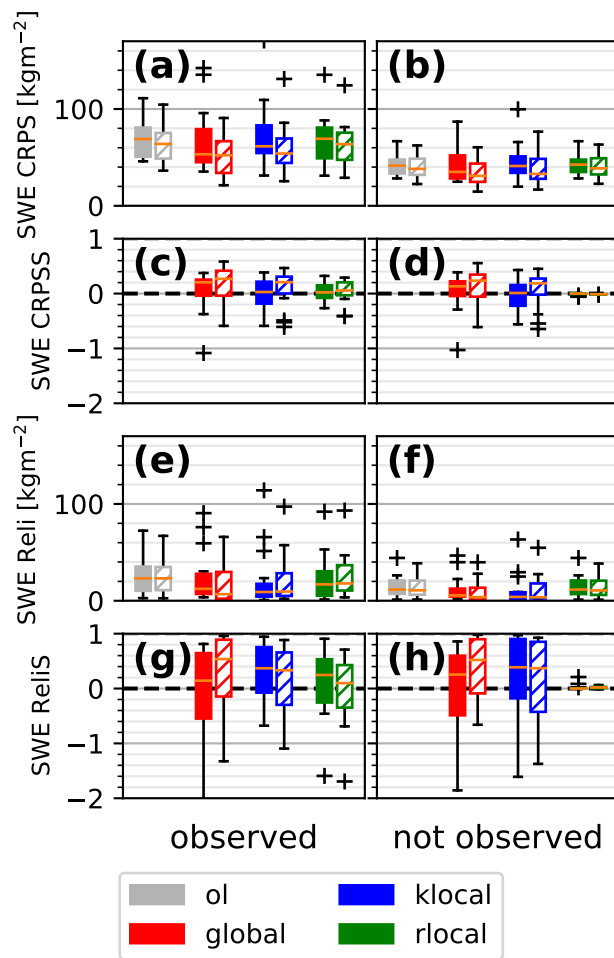 (a)
(b)
SWE CRPS [kgm⁻²]
100
0
(c)
(d)
SWE CRPSS
1
0
−1
−2
(e)
(f)
SWE Reli [kgm⁻²]
100
0
(g)
(h)
SWE ReliS
1
0
−1
−2
observed
not observed
ol
klocal
global
rlocal